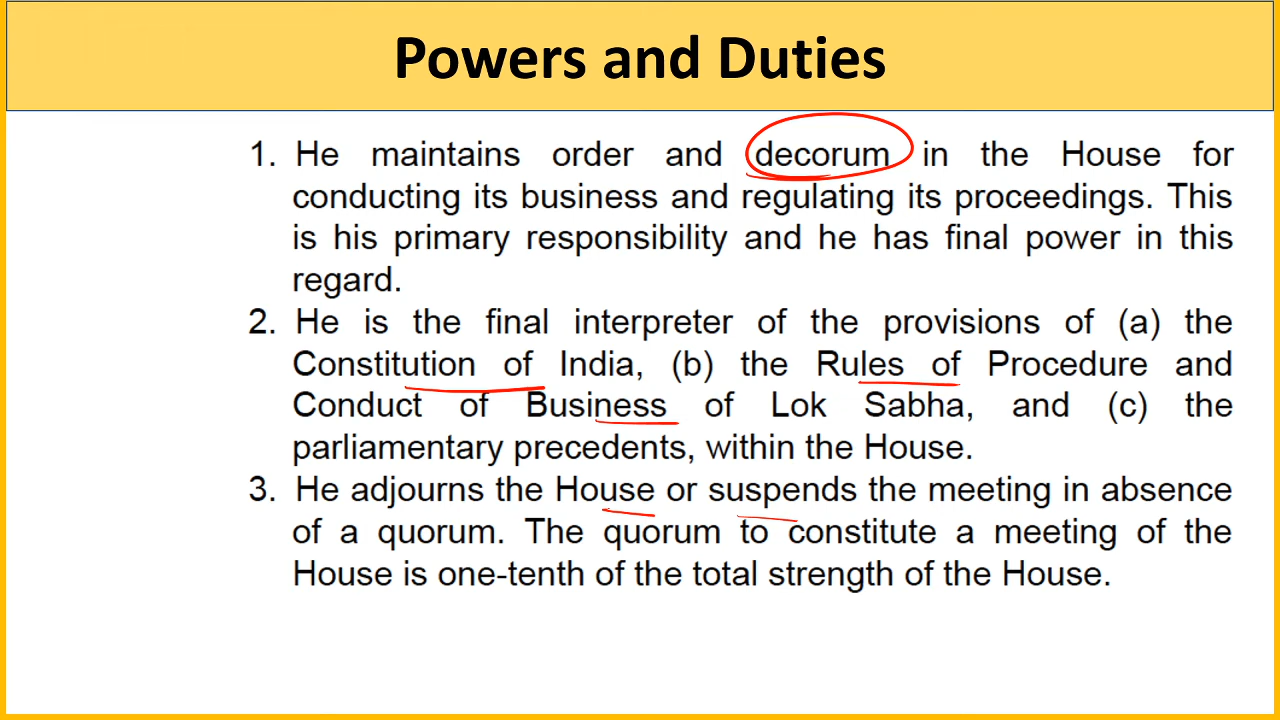 Powers and Duties
1. He maintains order and decorum in the House for
conducting its business and regulating its proceedings. This
is his primary responsibility and he has final power in this
regard.
2. He is the final interpreter of the provisions of (a) the
Constitution of India, (b) the Rules of Procedure and
Conduct of Business of Lok Sabha, and (c) the
parliamentary precedents, within the House.
3. He adjourns the House or suspends the meeting in absence
of a quorum. The quorum to constitute a meeting of the
House is one-tenth of the total strength of the House.